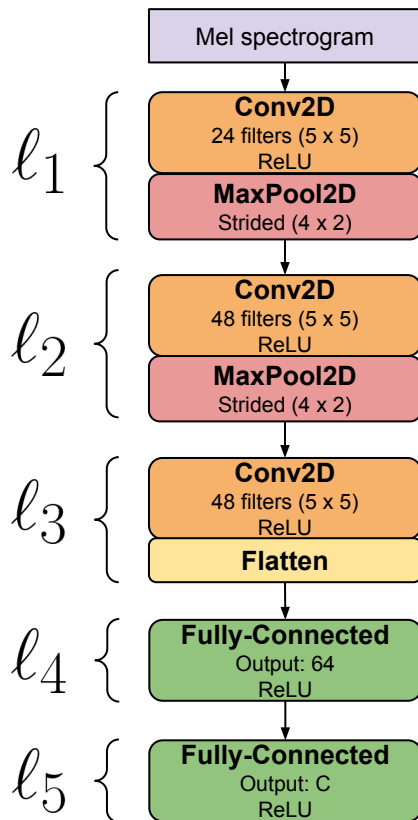 Mel spectrogram
ℓ1
Conv2D
24 filters (5 x 5)
ReLU
MaxPool2D
Strided (4 x 2)
ℓ2
Conv2D
48 filters (5 x 5)
ReLU
MaxPool2D
Strided (4 x 2)
ℓ3
Conv2D
48 filters (5 x 5)
ReLU
Flatten
ℓ4
Fully-Connected
Output: 64
ReLU
ℓ5
Fully-Connected
Output: C
ReLU